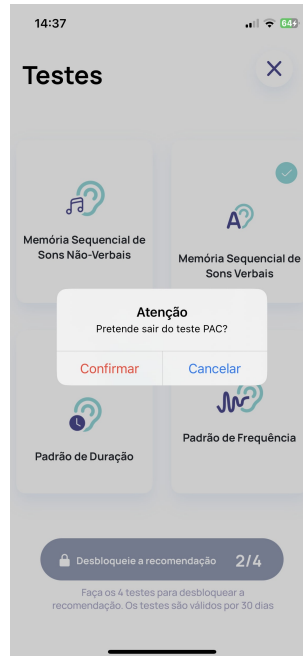 14:37
64
Testes
Memória Sequencial de
Sons Não-Verbais
A
Memória Sequencial de
Sons Verbais
Atenção
Pretende sair do teste PAC?
Confirmar
Cancelar
Padrão de Duração
Padrão de Frequência
Desbloqueie a recomendação 2/4
Faça os 4 testes para desbloquear a
recomendação. Os testes são válidos por 30 dias